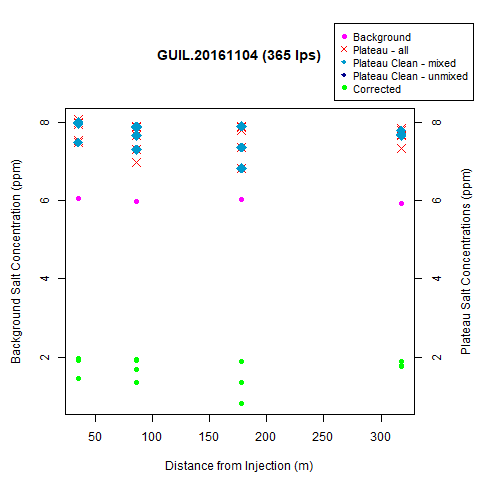 GUIL.20161104 (365 lps)
Background
Plateau - all
Plateau Clean - mixed
Plateau Clean - unmixed
Corrected
Background Salt Concentration (ppm)
8
6
4
2
8
6
4
2
Plateau Salt Concentrations (ppm)
50 100 150 200 250 300
Distance from Injection (m)